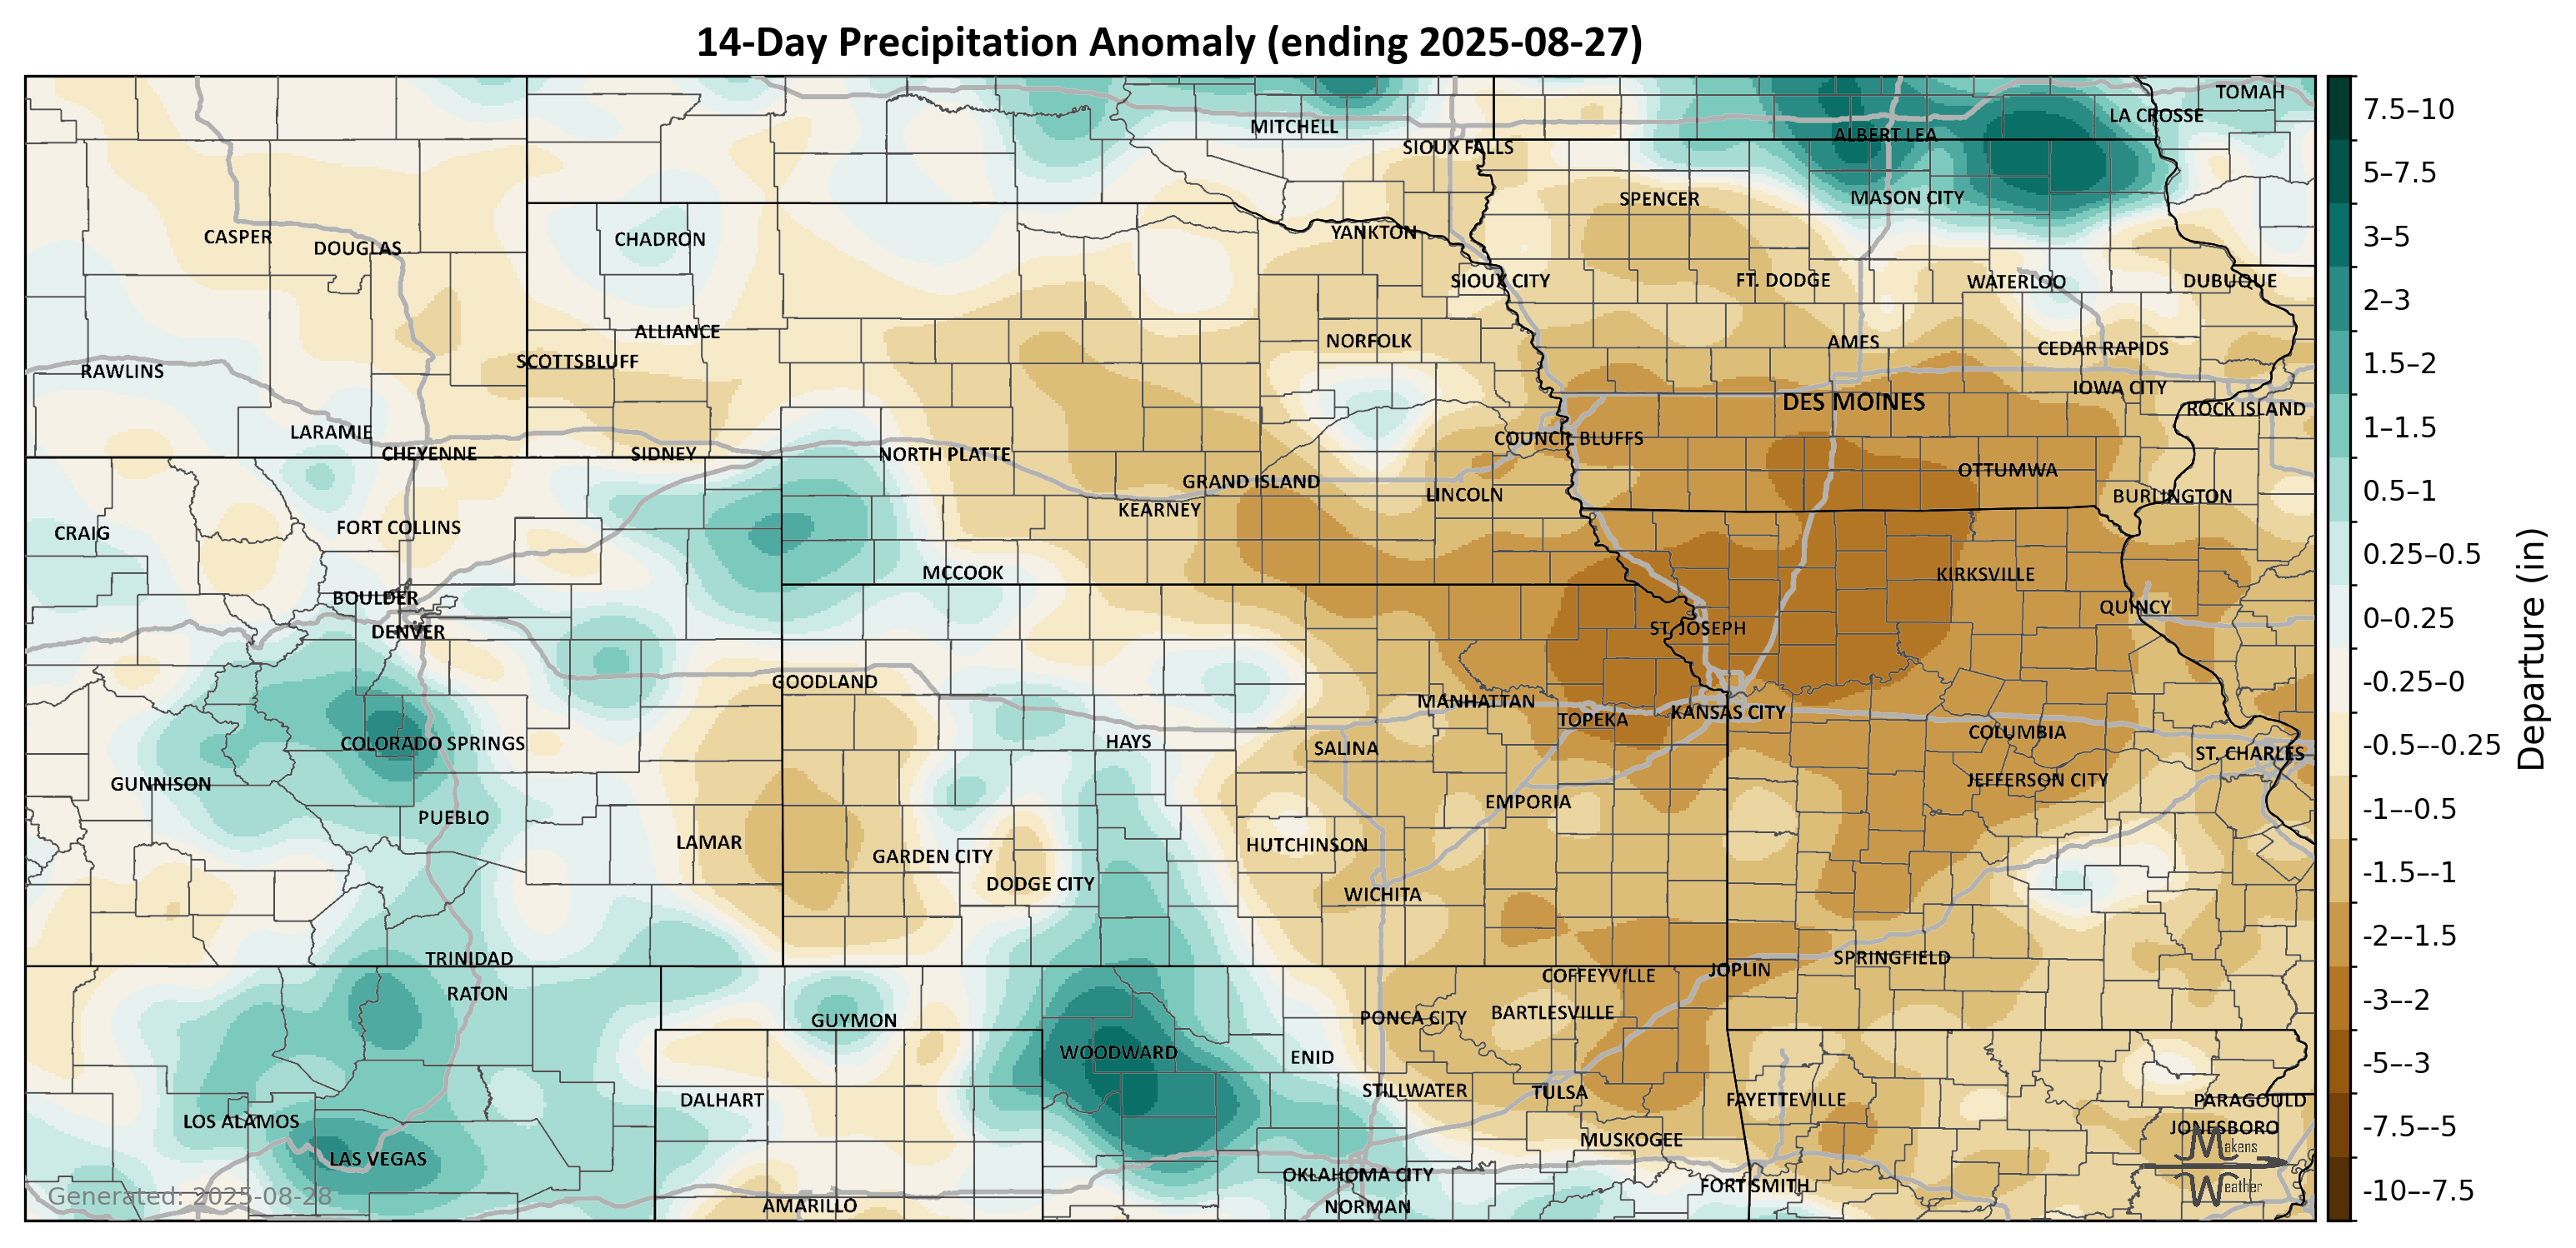 14-Day Precipitation Anomaly (ending 2025-08-27)
TOMAH
LA CROSSE
MITCHELL
ALBERT LEA
SIOUX FALLS
SPENCER
MASON CITY
YANKTON
CASPER
CHADRON
DOUGLAS
SIOUX CITY
FT. DODGE
WATERLOO
DUBUQUE
ALLIANCE
NORFOLK
AMES
CEDAR RAPIDS
SCOTTSBLUFF
RAWLINS
IOWA CITY
DES MOINES
ROCK ISLAND
LARAMIE
COUNCIL BLUFFS
CHEYENNE
SIDNEY
NORTH PLATTE
OTTUMWA
GRAND ISLAND
LINCOLN
BURLINGTON
KEARNEY
CRAIG
FORT COLLINS
MCCOOK
KIRKSVILLE
BOULDER
QUINCY
DENVER
ST. JOSEPH
GOODLAND
MANHATTAN
TOPEKA
KANSAS CITY
COLUMBIA
COLORADO SPRINGS
HAYS
SALINA
ST. CHARLES
GUNNISON
JEFFERSON CITY
EMPORIA
PUEBLO
LAMAR
HUTCHINSON
GARDEN CITY
DODGE CITY
WICHITA
TRINIDAD
SPRINGFIELD
JOPLIN
COFFEYVILLE
RATON
BARTLESVILLE
PONCA CITY
GUYMON
WOODWARD
ENID
STILLWATER
TULSA
DALHART
FAYETTEVILLE
PARAGOULD
LOS ALAMOS
JONESBORO
MUSKOGEE
LAS VEGAS
OKLAHOMA CITY
FORT SMITH
AMARILLO
NORMAN
Generated: 2025-08-28
Makens
Weather
7.5–10
5–7.5
3–5
2–3
1.5–2
1–1.5
0.5–1
0.25–0.5
0–0.25
-0.25–0
-0.5–-0.25
-1–-0.5
-1.5–-1
-2–-1.5
-3–-2
-5–-3
-7.5–-5
-10–-7.5
Departure (in)